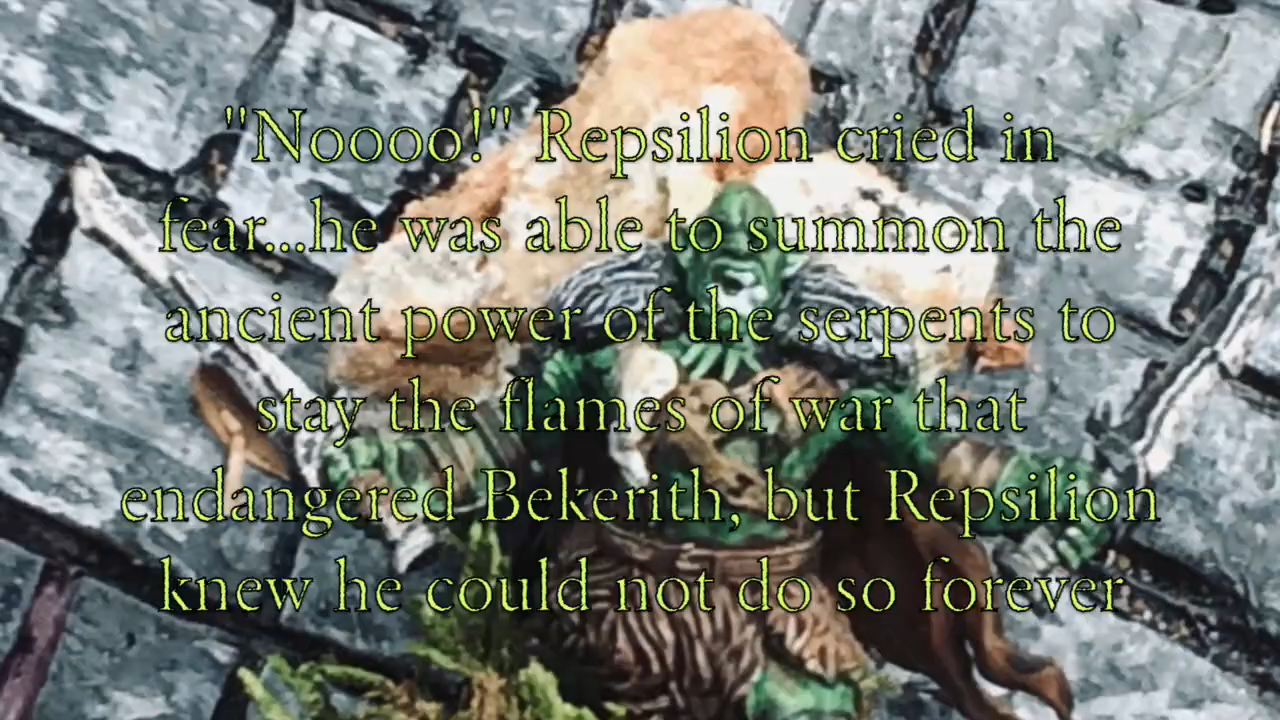 "Noooo!" Repsilion cried in
fear...he was able to summon the
ancient power of the serpents to
stay the flames of war that
endangered Bekerith, but Repsilion
knew he could not do so forever